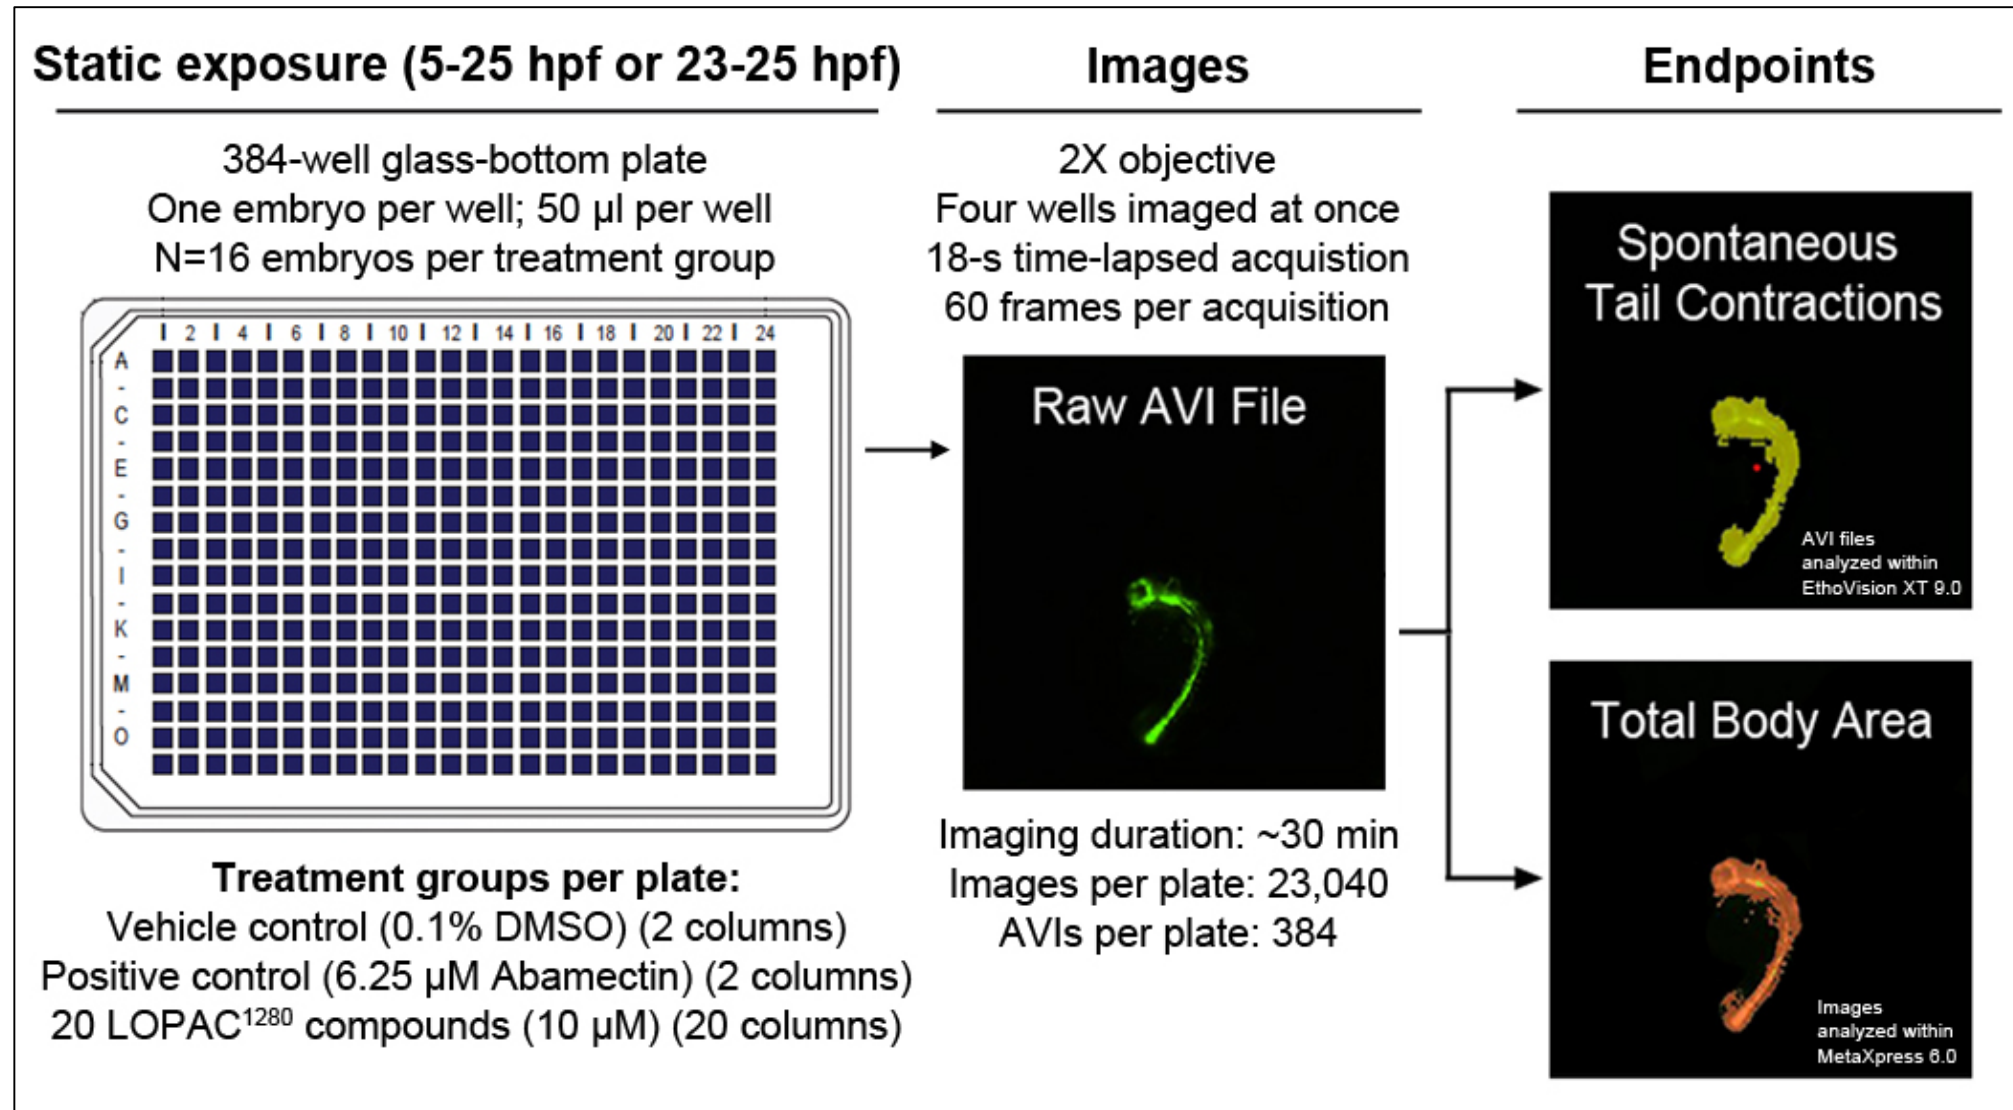 Static exposure (5-25 hpf or 23-25 hpf)
384-well glass-bottom plate
One embryo per well; 50 µl per well
N=16 embryos per treatment group
I 2 I 4 I 6 I 8 I 10 I 12 I 14 I 16 I 18 I 20 I 22 I 24
A
-
C
-
E
-
G
-
I
-
K
-
M
-
O
Treatment groups per plate:
Vehicle control (0.1% DMSO) (2 columns)
Positive control (6.25 µM Abamectin) (2 columns)
20 LOPAC¹²⁸⁰ compounds (10 µM) (20 columns)
Images
2X objective
Four wells imaged at once
18-s time-lapsed acquistion
60 frames per acquisition
Raw AVI File
Imaging duration: ~30 min
Images per plate: 23,040
AVIs per plate: 384
Endpoints
Spontaneous
Tail Contractions
AVI files
analyzed within
EthoVision XT 9.0
Total Body Area
Images
analyzed within
MetaXpress 6.0